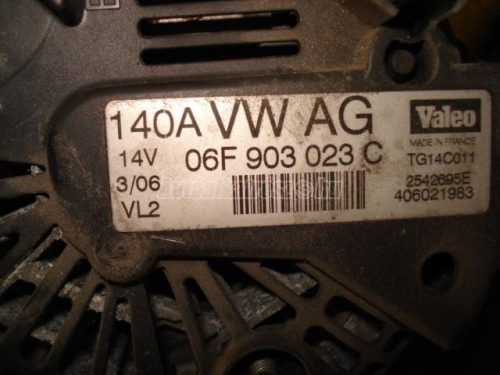 140A VW AG
Valeo
MADE IN FRANCE
14V 06F 903 023 C
TG14C011
3/06
2542695E
VL2
406021983